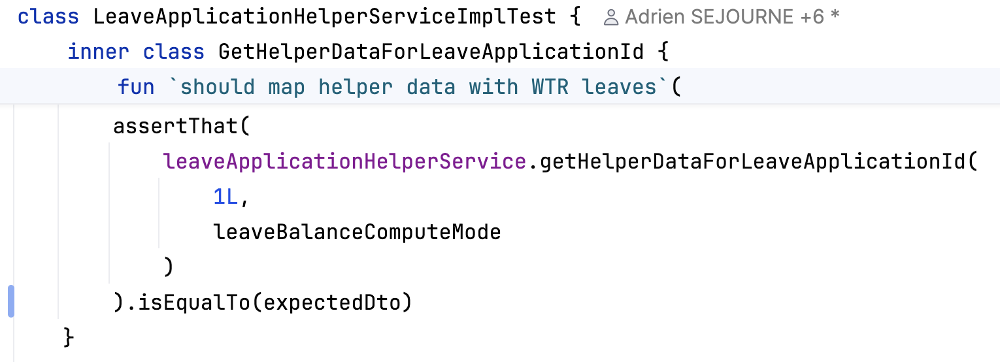 class LeaveApplicationHelperServiceImplTest { Adrien SEJOURNE +6 *
inner class GetHelperDataForLeaveApplicationId {
fun `should map helper data with WTR leaves`(
assertThat(
leaveApplicationHelperService.getHelperDataForLeaveApplicationId(
1L,
leaveBalanceComputeMode
)
).isEqualTo(expectedDto)
}